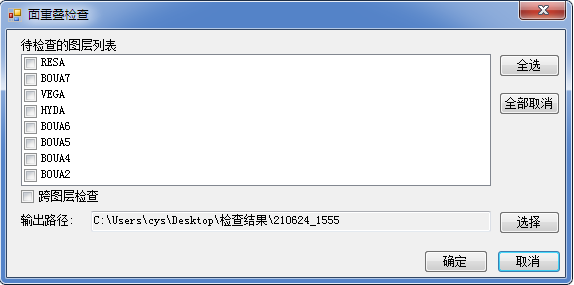 面重叠检查
待检查的图层列表
RESA
BOUA7
VEGA
HYDA
BOUA6
BOUA5
BOUA4
BOUA2
全选
全部取消
跨图层检查
输出路径: C:\Users\cys\Desktop\检查结果\210624_1555 选择
确定 取消